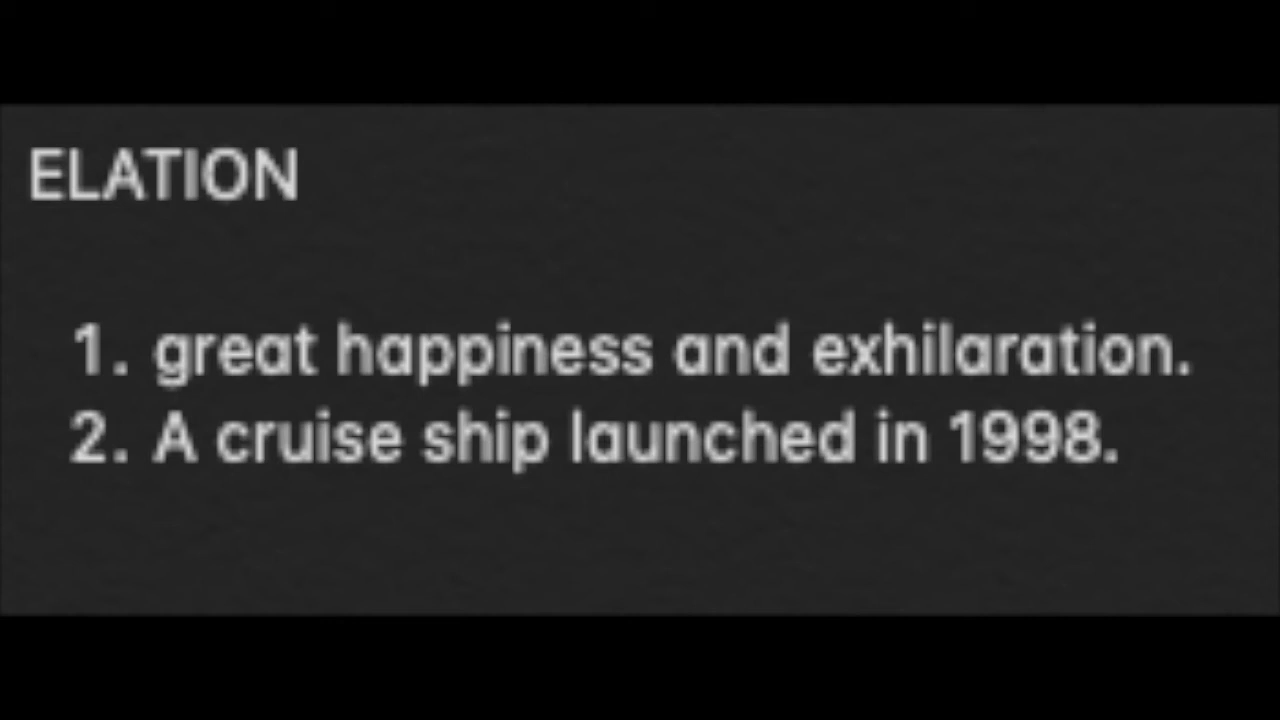 ELATION
1. great happiness and exhilaration.
2. A cruise ship launched in 1998.